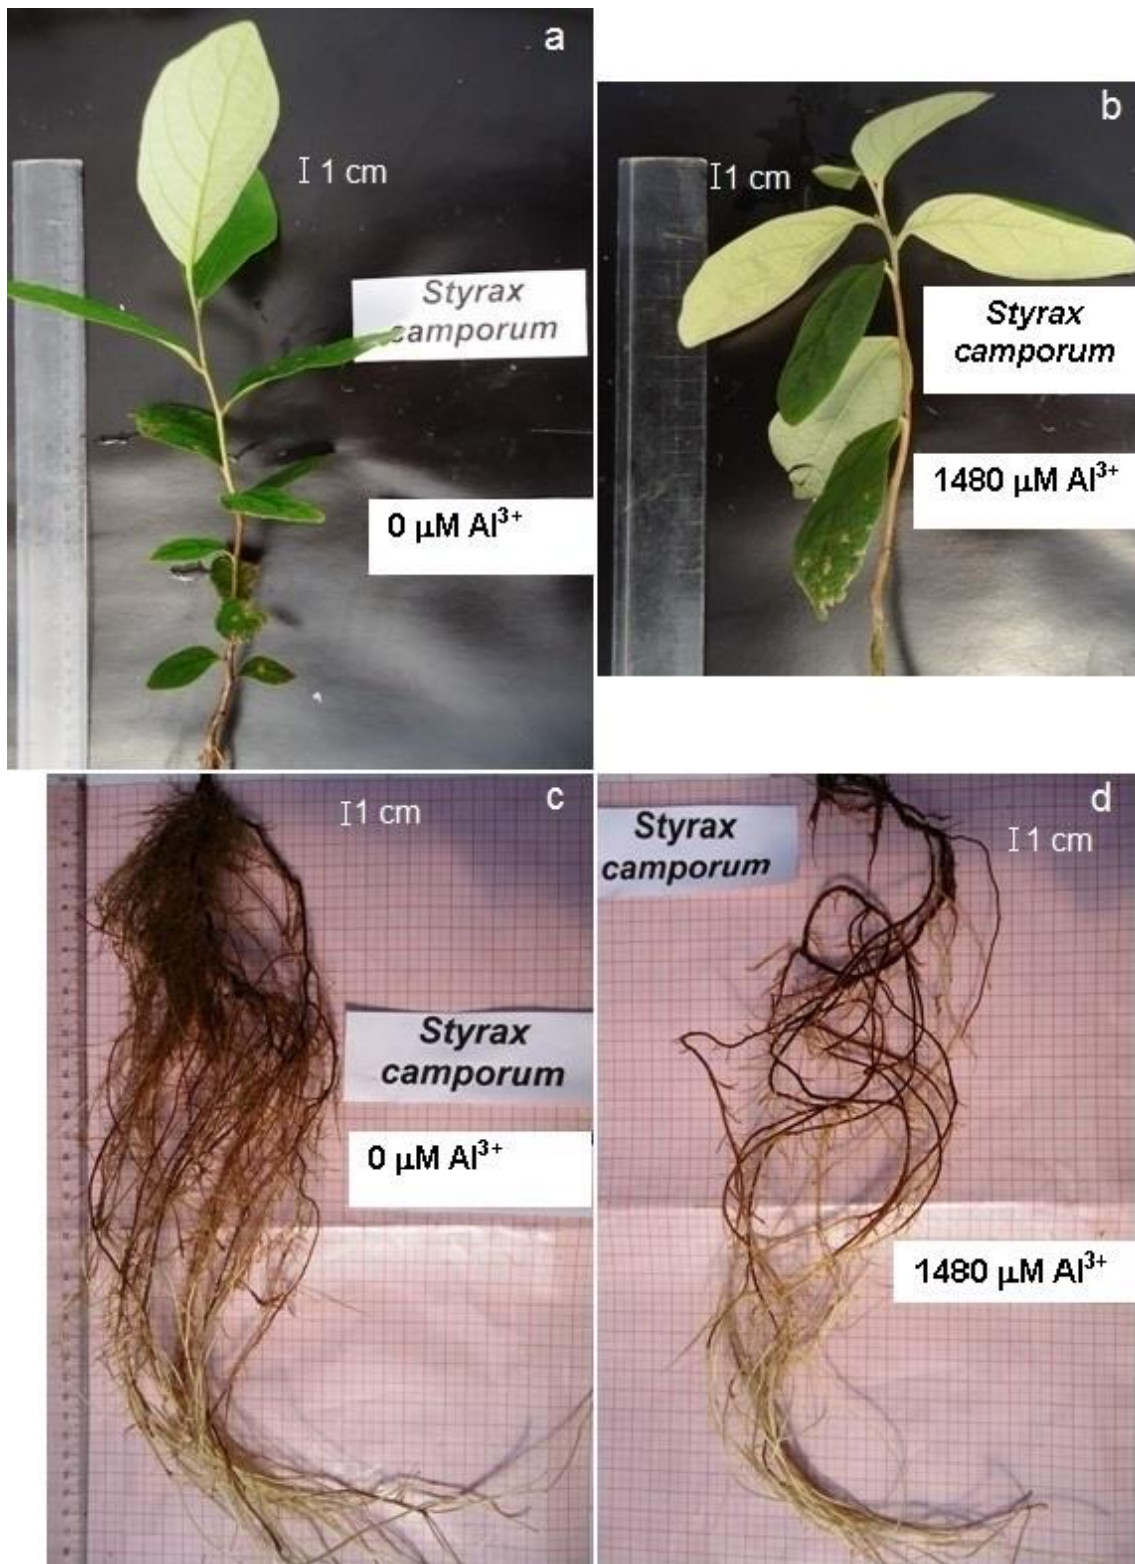 a
I 1 cm
Styrax
camporum
0 μM Al³⁺
b
I1 cm
Styrax
camporum
1480 μM Al³⁺
c
I1 cm
Styrax
camporum
0 μM Al³⁺
d
Styrax
camporum
I 1 cm
1480 μM Al³⁺